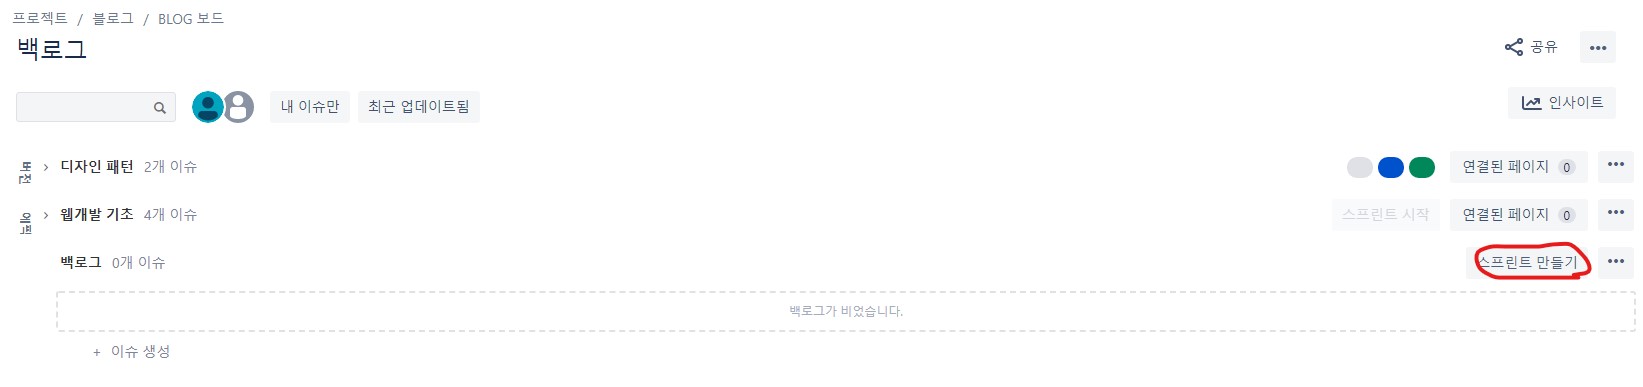 프로젝트 / 블로그 / BLOG 보드
백로그
공유
내 이슈만 최근 업데이트됨
인사이트
버전
디자인 패턴 2개 이슈
연결된 페이지 0
에픽
웹개발 기초 4개 이슈
스프린트 시작 연결된 페이지 0
백로그 0개 이슈
스프린트 만들기
백로그가 비었습니다.
+ 이슈 생성